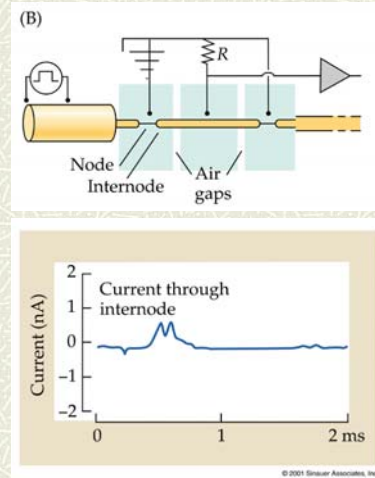 (B)
R
Node
Internode
Air
gaps
Current (nA)
2
1
0
−1
−2
Current through
internode
0
1
2 ms
© 2001 Sinauer Associates, Inc.